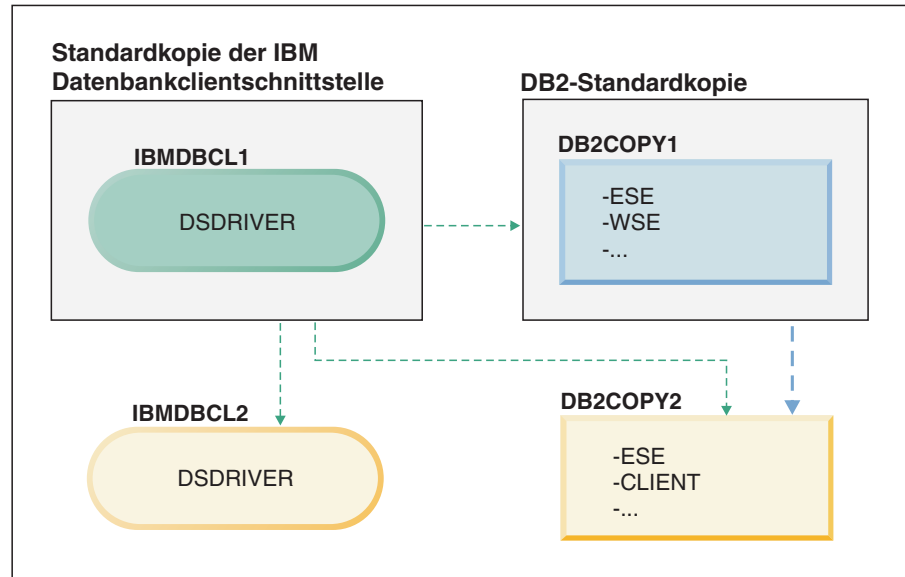 Standardkopie der IBM
Datenbankclientschnittstelle
DB2-Standardkopie
IBMDBCL1
DSDRIVER
DB2COPY1
-ESE
-WSE
-...
IBMDBCL2
DSDRIVER
DB2COPY2
-ESE
-CLIENT
-...